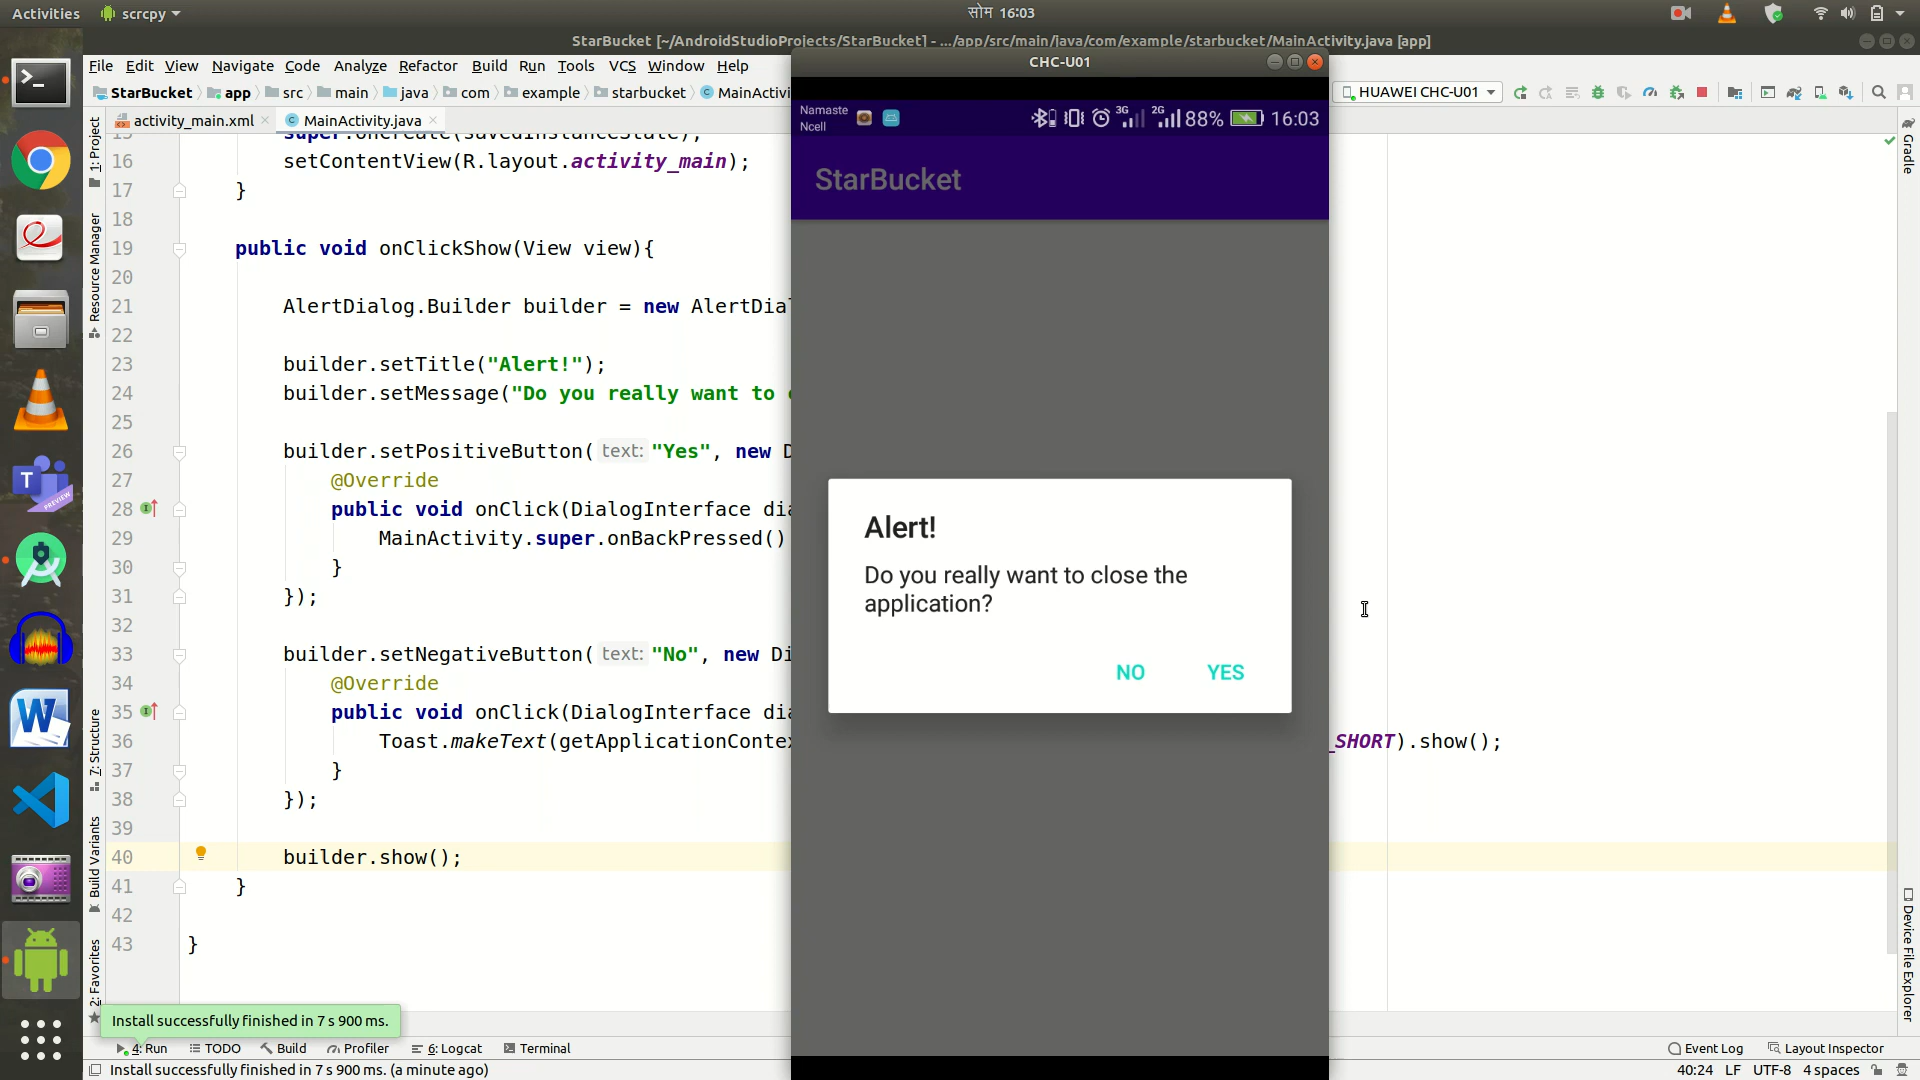 Activities scrcpy सोम 16:03
StarBucket [~/AndroidStudioProjects/StarBucket] - .../app/src/main/java/com/example/starbucket/MainActivity.java [app]
File Edit View Navigate Code Analyze Refactor Build Run Tools VCS Window Help
CHC-U01
StarBucket app src main java com example starbucket MainActivi
HUAWEI CHC-U01
activity_main.xml MainActivity.java
Namaste
Ncell
3G 2G 88% 16:03
StarBucket
1: Project
Resource Manager
7: Structure
Build Variants
2: Favorites
Gradle
Device File Explorer
super.onCreate(savedInstanceState);
16 setContentView(R.layout.activity_main);
17 }
18
19 public void onClickShow(View view){
20
21 AlertDialog.Builder builder = new AlertDia
22
23 builder.setTitle("Alert!");
24 builder.setMessage("Do you really want to
25
26 builder.setPositiveButton( text: "Yes", new D
27 @Override
28 public void onClick(DialogInterface dia
29 MainActivity.super.onBackPressed()
30 }
31 });
32
33 builder.setNegativeButton( text: "No", new Di
34 @Override
35 public void onClick(DialogInterface dia
36 Toast.makeText(getApplicationContex _SHORT).show();
37 }
38 });
39
40 builder.show();
41 }
42
43 }
Alert!
Do you really want to close the
application?
NO YES
Install successfully finished in 7 s 900 ms.
4: Run TODO Build Profiler 6: Logcat Terminal Event Log Layout Inspector
Install successfully finished in 7 s 900 ms. (a minute ago) 40:24 LF UTF-8 4 spaces
T
PREVIEW
W